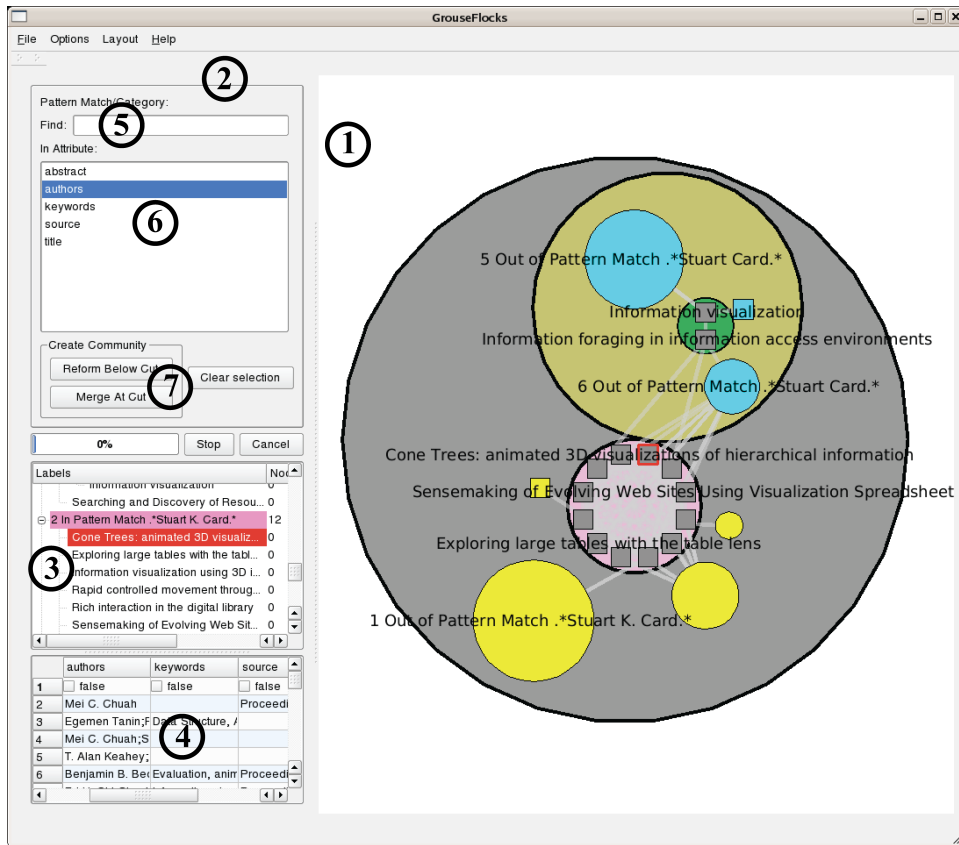 GrouseFlocks
File Options Layout Help
2
Pattern Match/Category:
Find:
5
In Attribute:
abstract
authors
keywords
source
title
6
Create Community
Reform Below Cut
Merge At Cut
7
Clear selection
0%
Stop
Cancel
Labels
Information visualization
0
Searching and Discovery of Resou... 0
2 In Pattern Match .*Stuart K. Card.* 12
Cone Trees: animated 3D visualiz... 0
Exploring large tables with the tabl... 0
Information visualization using 3D i... 0
Rapid controlled movement throug... 0
Rich interaction in the digital library 0
Sensemaking of Evolving Web Sit... 0
3
authors keywords source
1 false false false
2 Mei C. Chuah Proceedi
3 Egemen Tanin; Data Structure, A
4 Mei C. Chuah;S
5 T. Alan Keahey;
6 Benjamin B. Be Evaluation, anim Proceedi
4
1
5 Out of Pattern Match .*Stuart Card.*
Information visualization
Information foraging in information access environments
6 Out of Pattern Match .*Stuart Card.*
Cone Trees: animated 3D visualizations of hierarchical information
Sensemaking of Evolving Web Sites Using Visualization Spreadsheet
Exploring large tables with the table lens
1 Out of Pattern Match .*Stuart K. Card.*